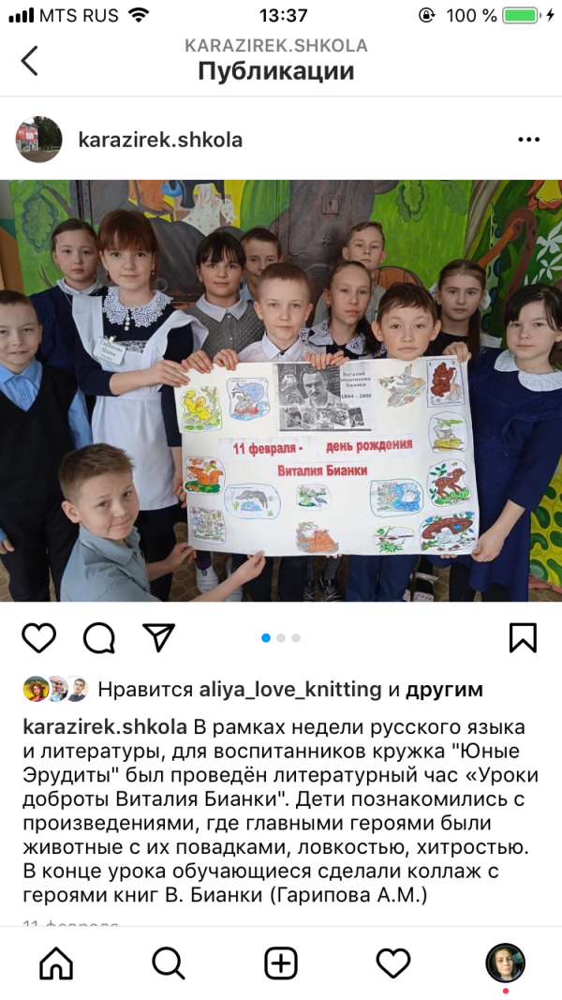 MTS RUS
13:37
100 %
KARAZIREK.SHKOLA
Публикации
karazirek.shkola
Виталий
Бианки
1894 - 1959
11 февраля - день рождения
Виталия Бианки
Нравится aliya_love_knitting и другим
karazirek.shkola В рамках недели русского языка
и литературы, для воспитанников кружка "Юные
Эрудиты" был проведён литературный час «Уроки
доброты Виталия Бианки". Дети познакомились с
произведениями, где главными героями были
животные с их повадками, ловкостью, хитростью.
В конце урока обучающиеся сделали коллаж с
героями книг В. Бианки (Гарипова А.М.)
11 февраля